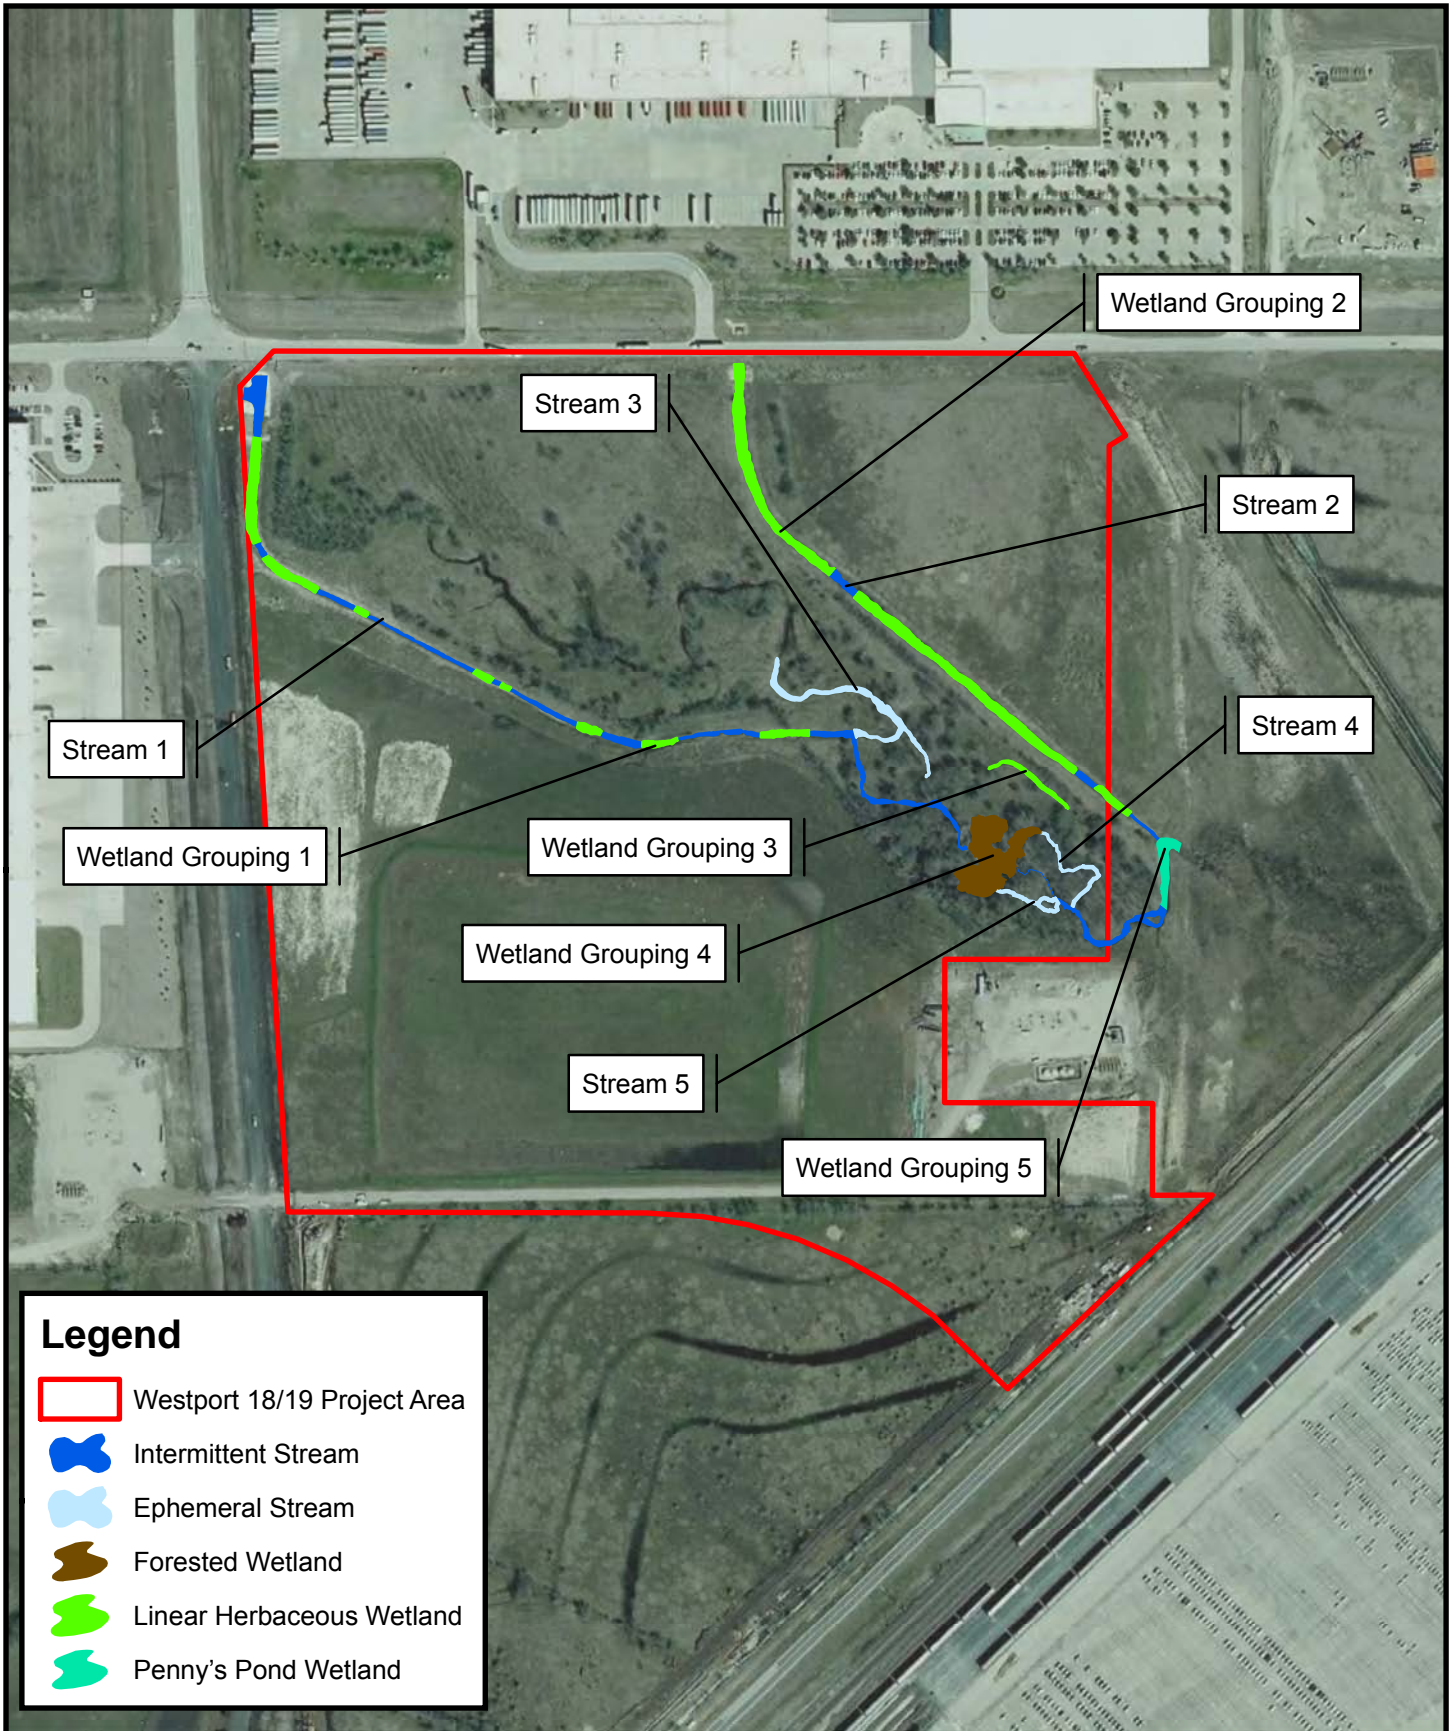 Wetland Grouping 2
Stream 3
Stream 2
Stream 4
Stream 1
Wetland Grouping 1
Wetland Grouping 3
Wetland Grouping 4
Stream 5
Wetland Grouping 5
Legend
Westport 18/19 Project Area
Intermittent Stream
Ephemeral Stream
Forested Wetland
Linear Herbaceous Wetland
Penny’s Pond Wetland